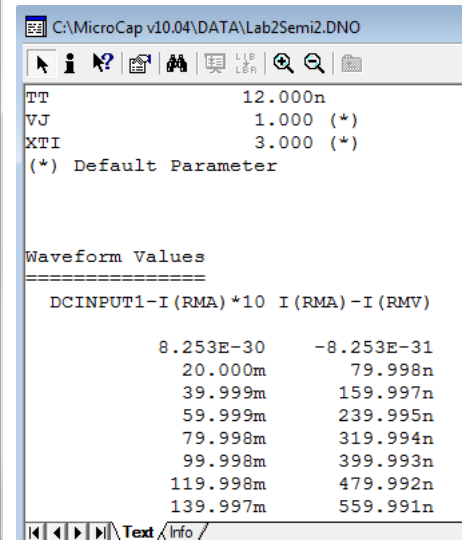 C:\MicroCap v10.04\DATA\Lab2Semi2.DNO
LIB
LBR
TT 12.000n
VJ 1.000 (*)
XTI 3.000 (*)
(*) Default Parameter
Waveform Values
===============
DCINPUT1-I(RMA)*10 I(RMA)-I(RMV)
8.253E-30 -8.253E-31
20.000m 79.998n
39.999m 159.997n
59.999m 239.995n
79.998m 319.994n
99.998m 399.993n
119.998m 479.992n
139.997m 559.991n
Text Info